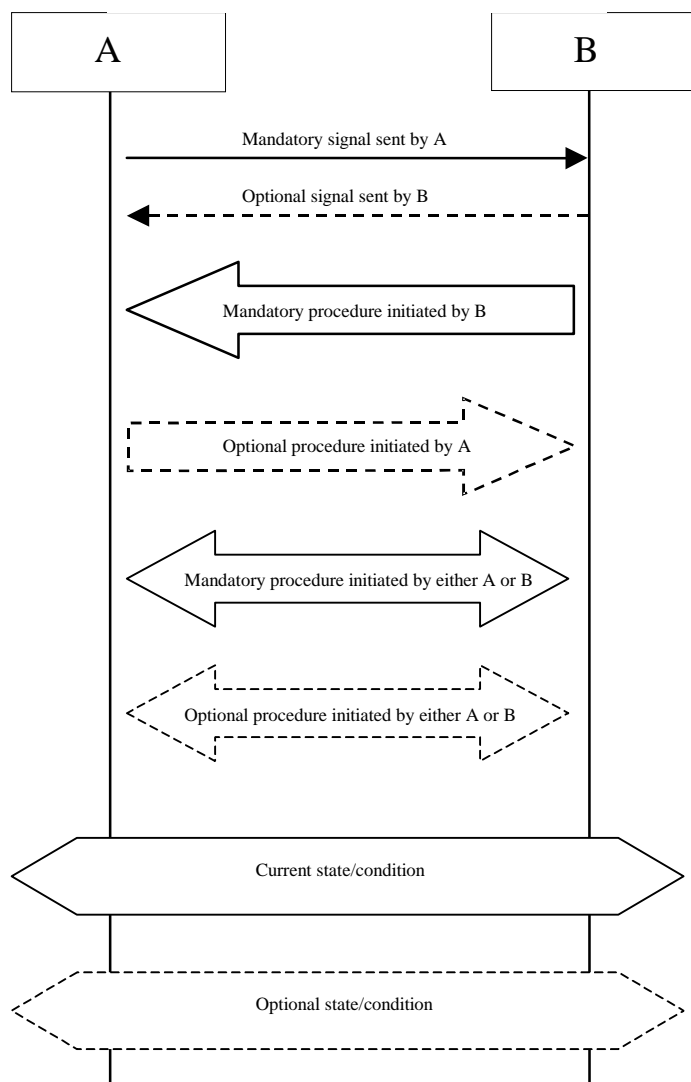 A
B
Mandatory signal sent by A
Optional signal sent by B
Mandatory procedure initiated by B
Optional procedure initiated by A
Mandatory procedure initiated by either A or B
Optional procedure initiated by either A or B
Current state/condition
Optional state/condition